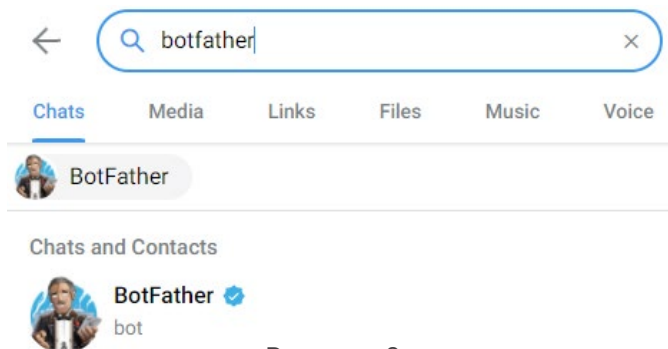 botfather
Chats Media Links Files Music Voice
BotFather
Chats and Contacts
BotFather
bot